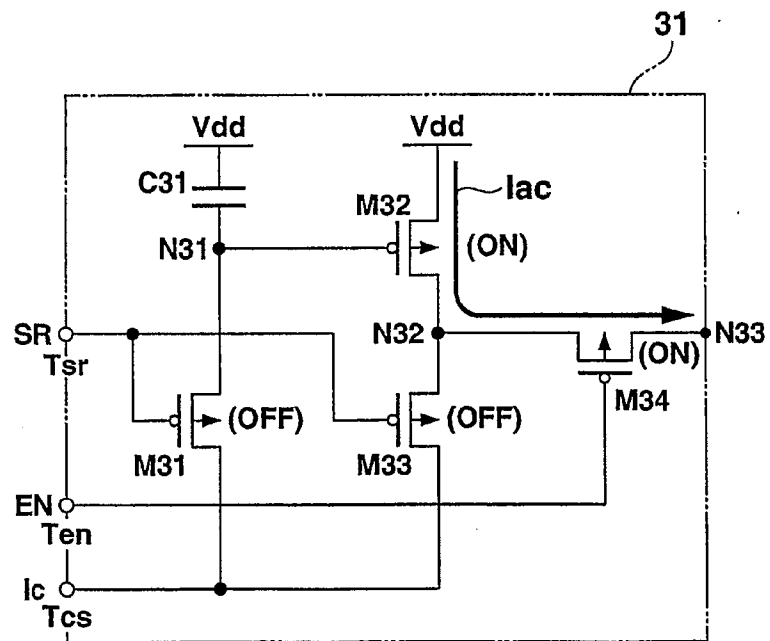 31
Vdd
Vdd
C31
Iac
M32
N31
(ON)
SR
N32
N33
Tsr
(ON)
(OFF)
(OFF)
M34
M31
M33
EN
Ten
Ic
Tcs